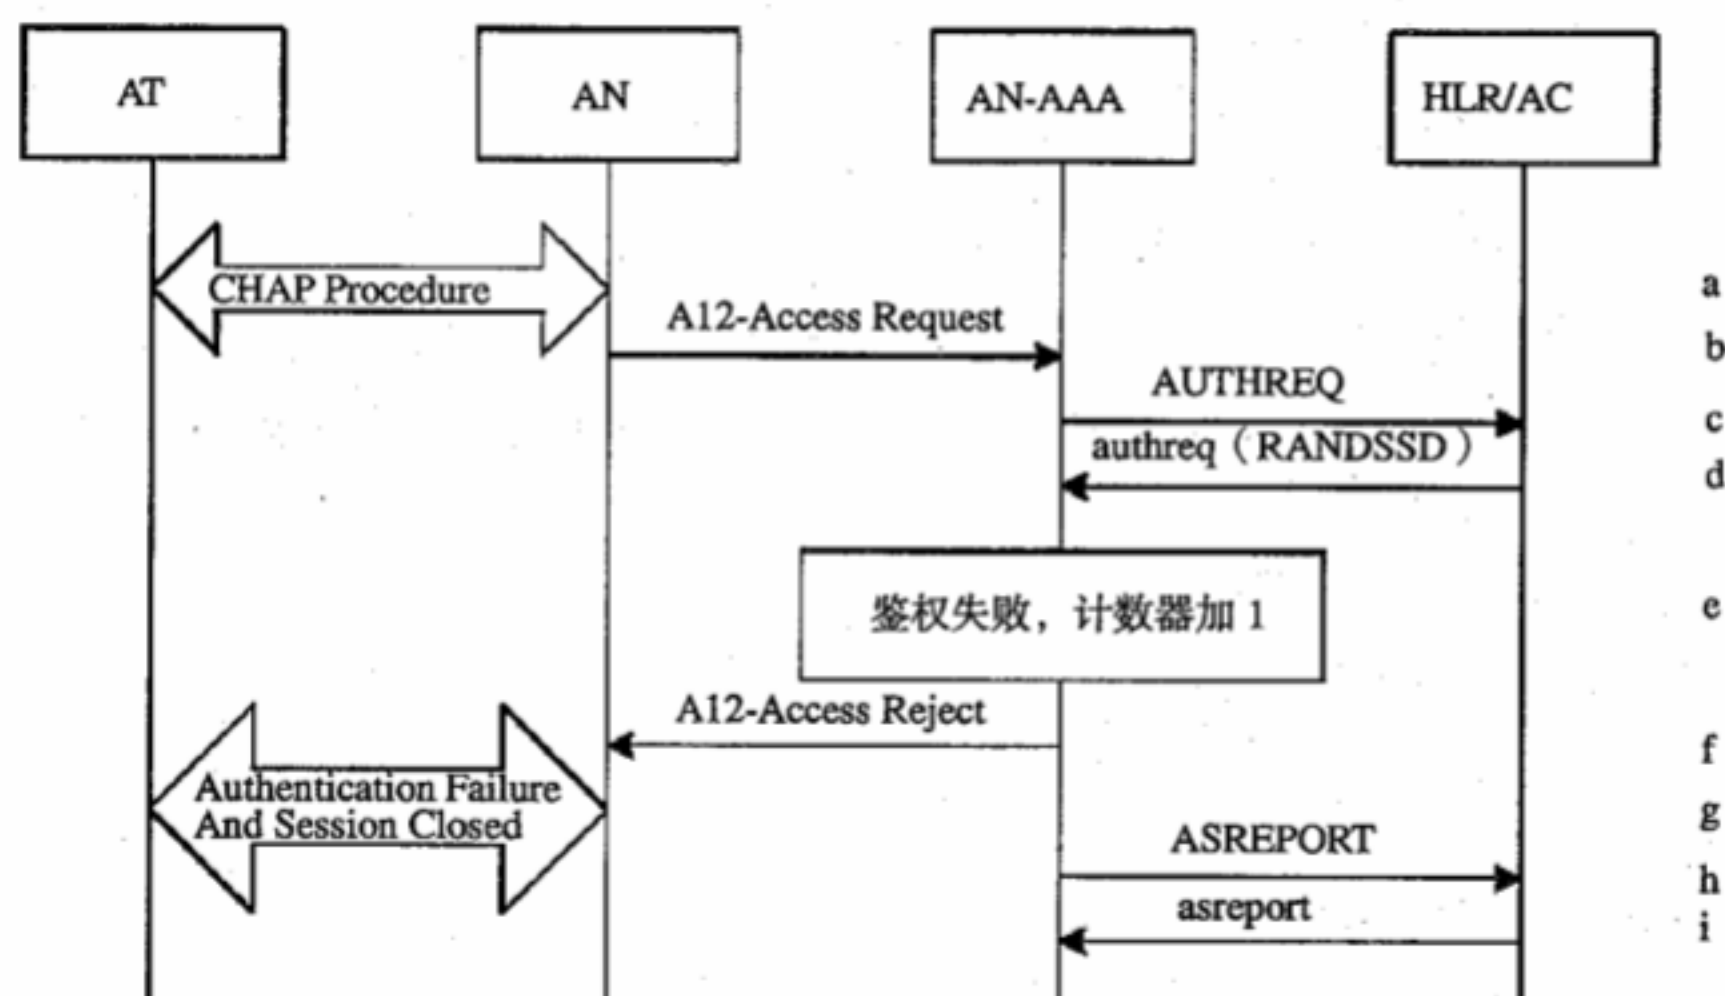 AT
AN
AN-AAA
HLR/AC
CHAP Procedure
a
A12-Access Request
b
AUTHREQ
c
authreq（RANDSSD）
d
鉴权失败，计数器加 1
e
A12-Access Reject
f
Authentication Failure
And Session Closed
g
ASREPORT
h
asreport
i